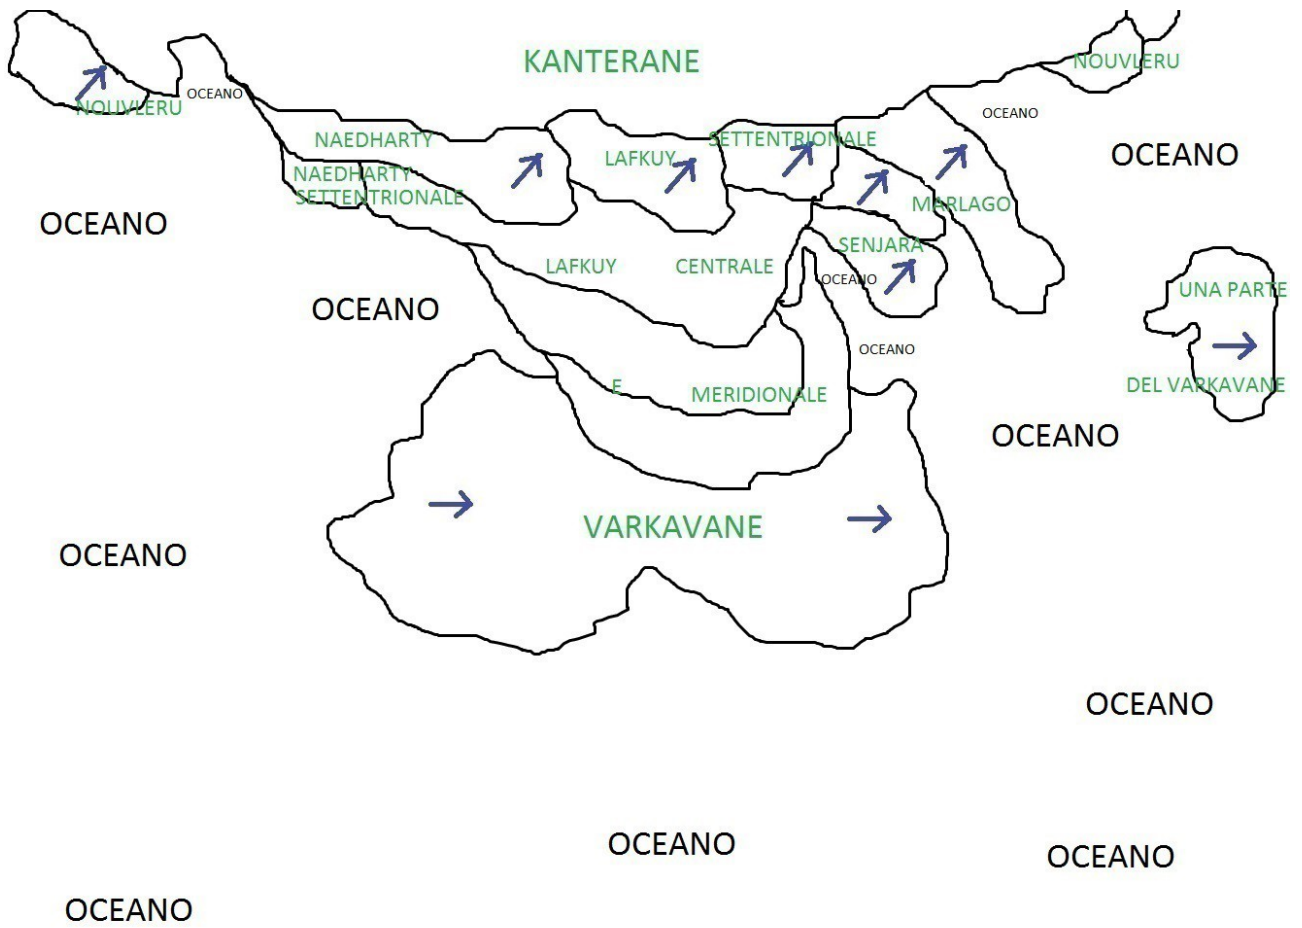 KANTERANE
NOUVLERU
OCEANO
NOUVLERU
OCEANO
NAEDHARTY
LAFKUY
SETTENTRIONALE
OCEANO
NAEDHARTY
SETTENTRIONALE
MARLAGO
OCEANO
SENJARA
LAFKUY
CENTRALE
OCEANO
UNA PARTE
OCEANO
OCEANO
DEL VARKAVANE
E
MERIDIONALE
OCEANO
VARKAVANE
OCEANO
OCEANO
OCEANO
OCEANO
OCEANO